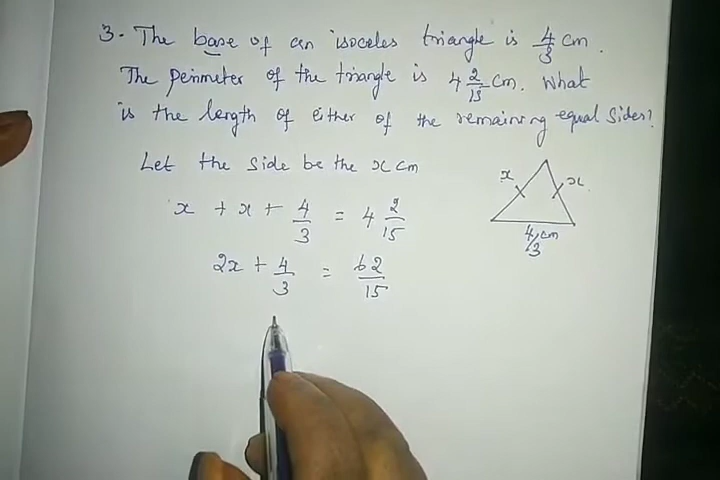 3. The base of an isoceles triangle is 4/3 cm.
The perimeter of the triangle is 4 2/15 cm. What
is the length of either of the remaining equal sides?
Let the side be the x cm
x + x + 4/3 = 4 2/15
2x + 4/3 = 62/15
x
x
4/3 cm